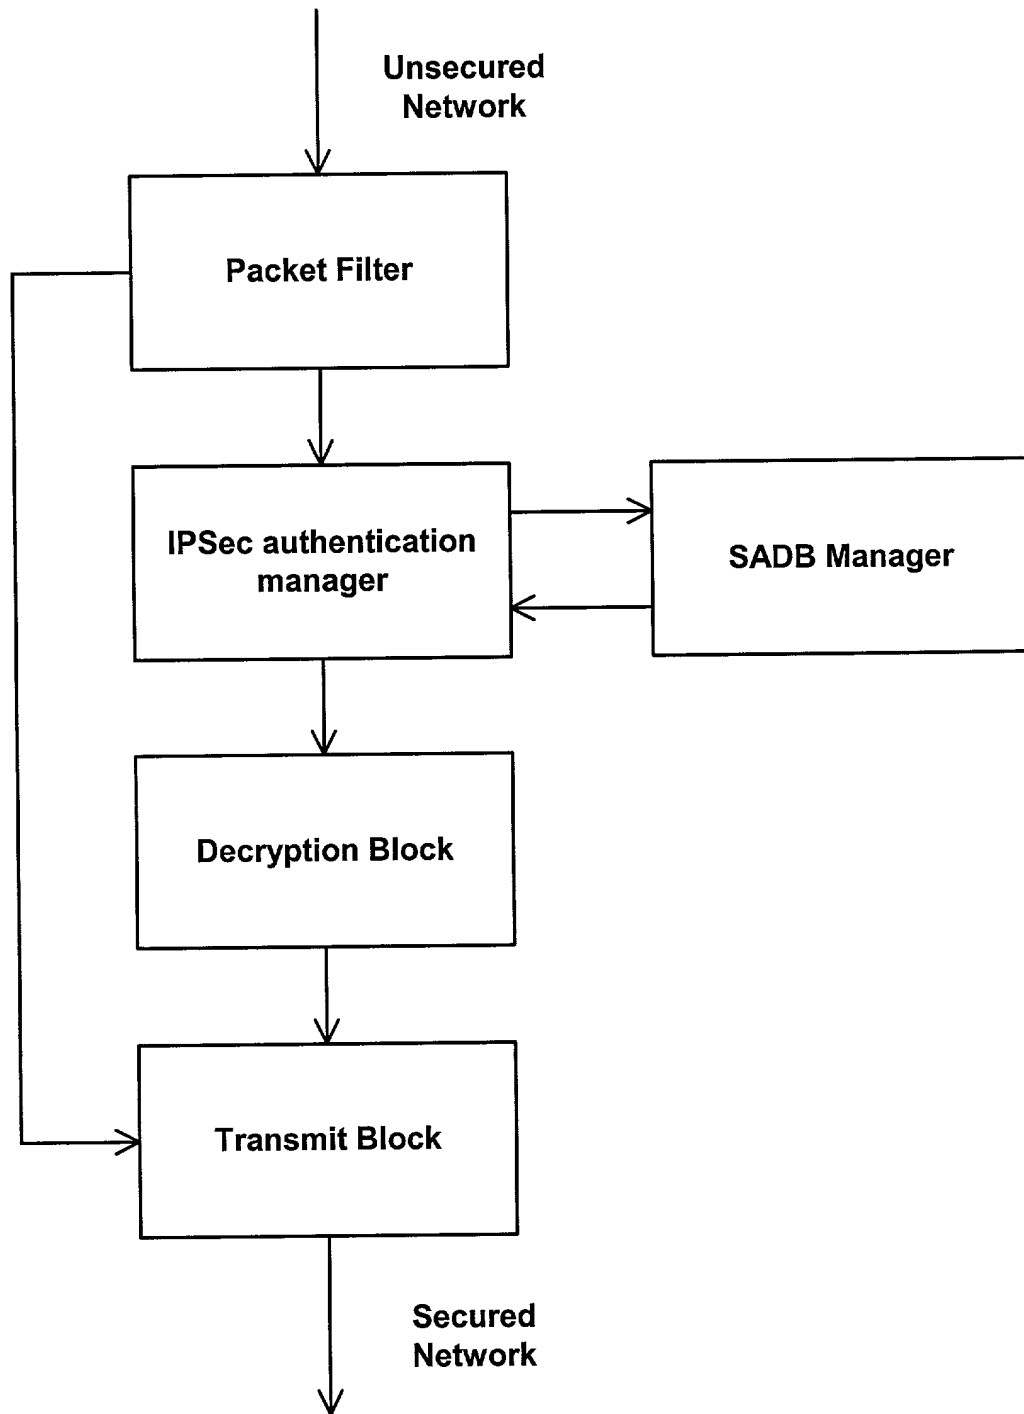 Unsecured
Network
Packet Filter
IPSec authentication
manager
SADB Manager
Decryption Block
Transmit Block
Secured
Network